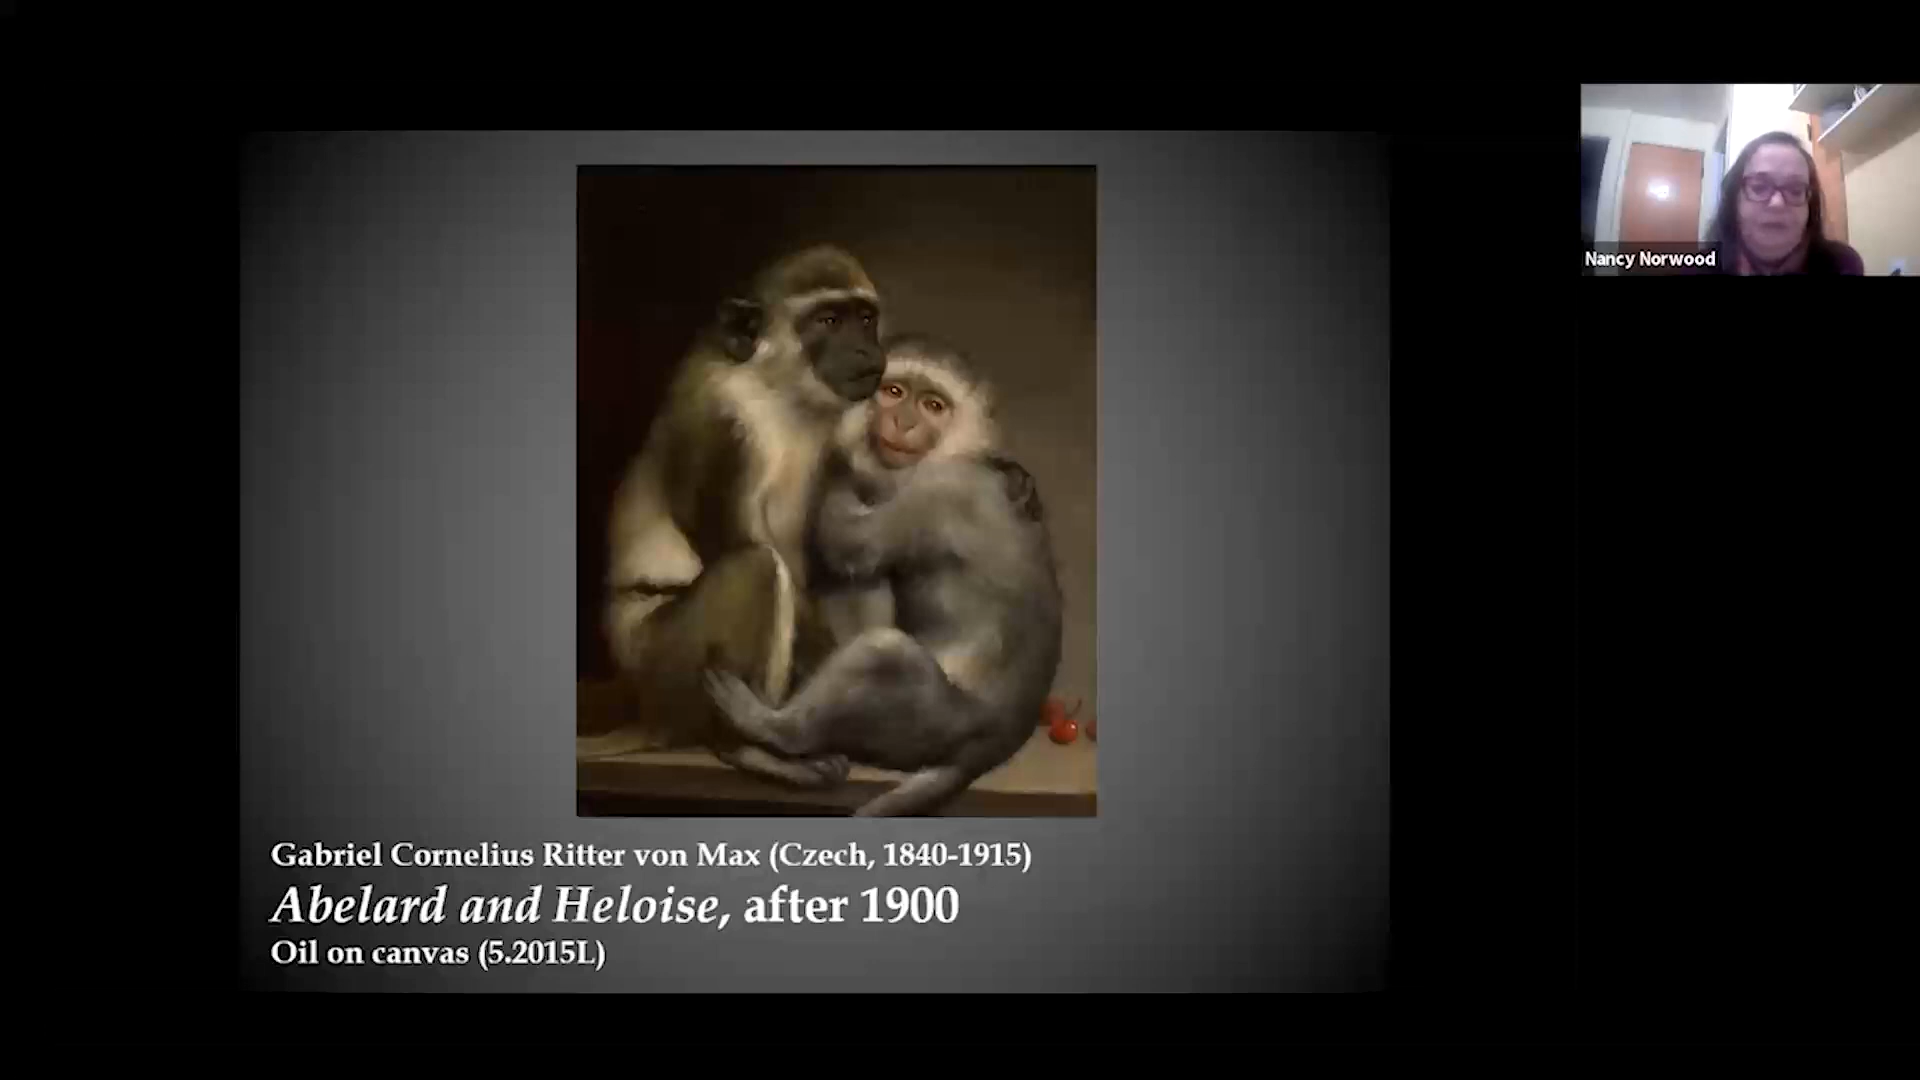 Nancy Norwood
Gabriel Cornelius Ritter von Max (Czech, 1840-1915)
Abelard and Heloise, after 1900
Oil on canvas (5.2015L)